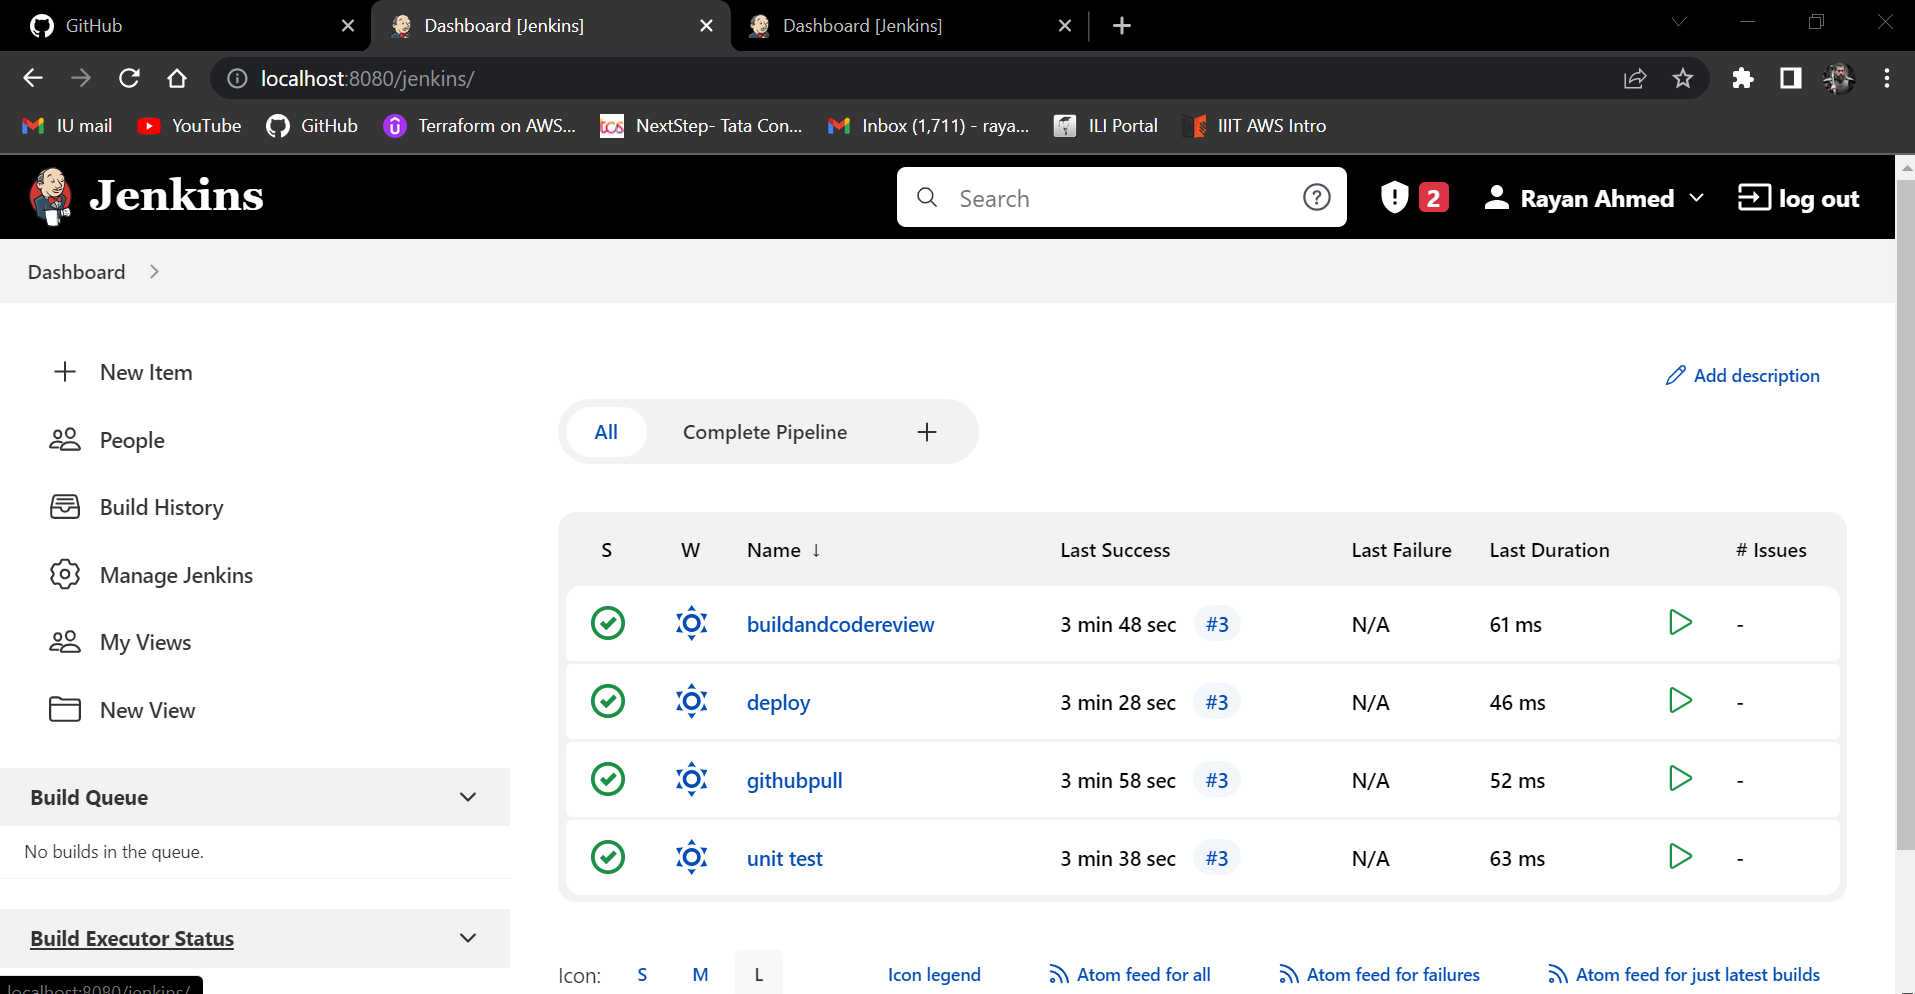 GitHub
Dashboard [Jenkins]
Dashboard [Jenkins]
localhost:8080/jenkins/
IU mail YouTube GitHub Terraform on AWS... tcs NextStep- Tata Con... Inbox (1,711) - raya... ILI Portal IIIT AWS Intro
Jenkins
Search
2
Rayan Ahmed
log out
Dashboard
New Item
People
Build History
Manage Jenkins
My Views
New View
Build Queue
No builds in the queue.
Build Executor Status
localhost:8080/jenkins/
Add description
All Complete Pipeline +
S W Name ↓ Last Success Last Failure Last Duration # Issues
buildandcodereview 3 min 48 sec #3 N/A 61 ms -
deploy 3 min 28 sec #3 N/A 46 ms -
githubpull 3 min 58 sec #3 N/A 52 ms -
unit test 3 min 38 sec #3 N/A 63 ms -
Icon: S M L Icon legend Atom feed for all Atom feed for failures Atom feed for just latest builds